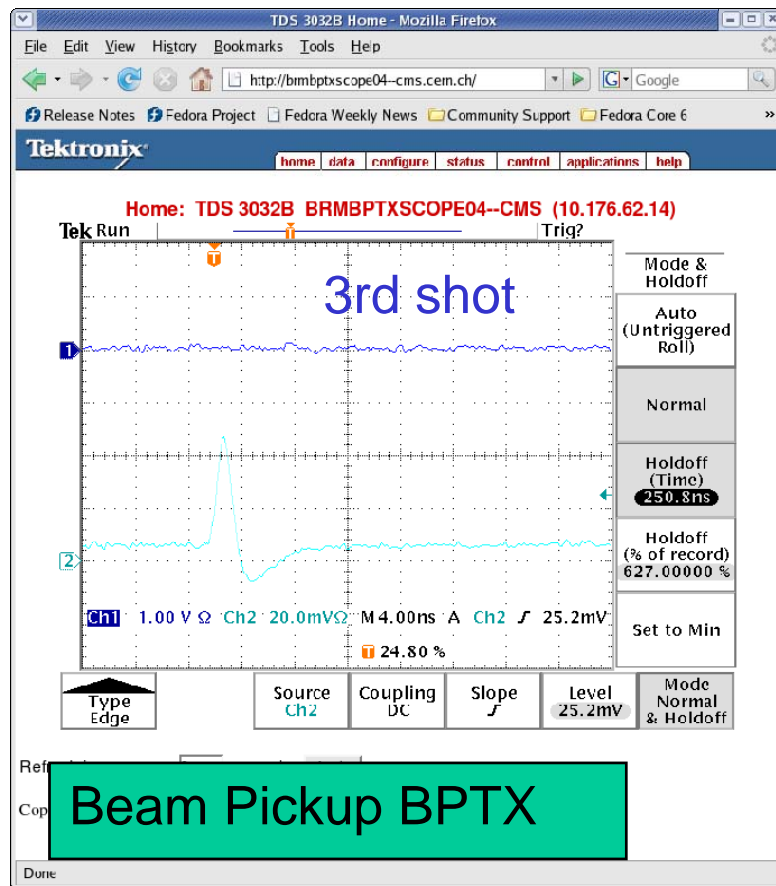 TDS 3032B Home - Mozilla Firefox
File Edit View History Bookmarks Tools Help
http://brmbptxscope04--cms.cern.ch/ G Google
Release Notes Fedora Project Fedora Weekly News Community Support Fedora Core 6 »
Tektronix
home data configure status control applications help
Home: TDS 3032B BRMBPTXSCOPE04--CMS (10.176.62.14)
Tek Run Trig?
T
T
3rd shot
Mode & Holdoff
Auto
(Untriggered
Roll)
1
Normal
Holdoff
(Time)
250.8ns
2
Holdoff
(% of record)
627.00000 %
Ch1 1.00 V Ω Ch2 20.0mVΩ M 4.00ns A Ch2 ƒ 25.2mV
T 24.80 %
Set to Min
Type
Edge
Source
Ch2
Coupling
DC
Slope
ƒ
Level
25.2mV
Mode
Normal
& Holdoff
Ref
Cop
Beam Pickup BPTX
Done